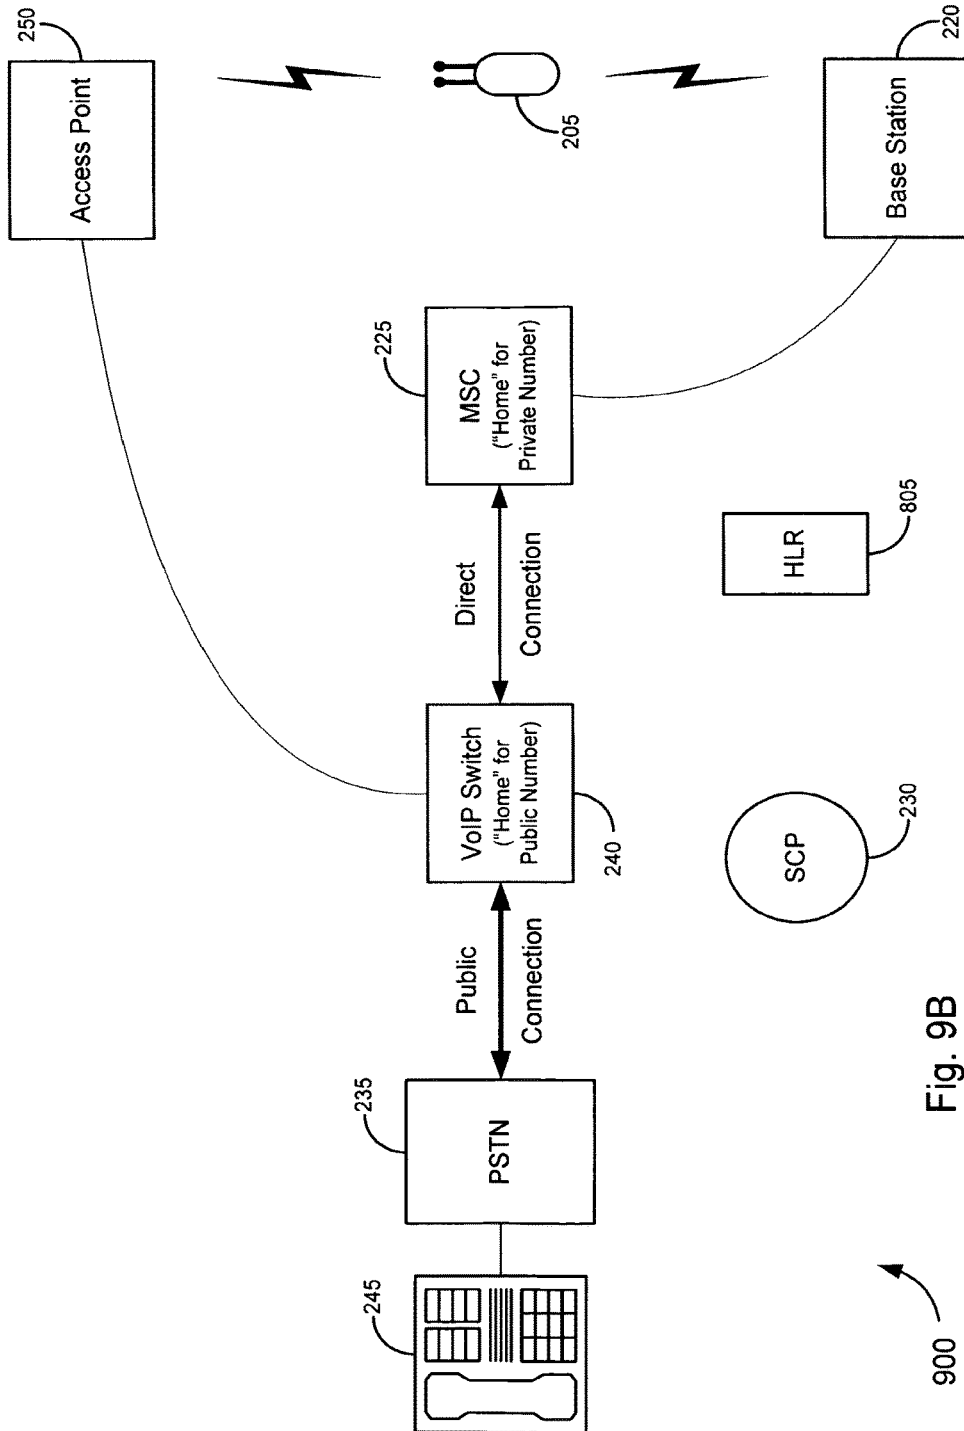 250
Access Point
205
220
Base Station
225
MSC
("Home" for
Private Number)
Direct
Connection
805
HLR
VoIP Switch
("Home" for
Public Number)
240
230
SCP
Public
Connection
235
PSTN
245
900
Fig. 9B